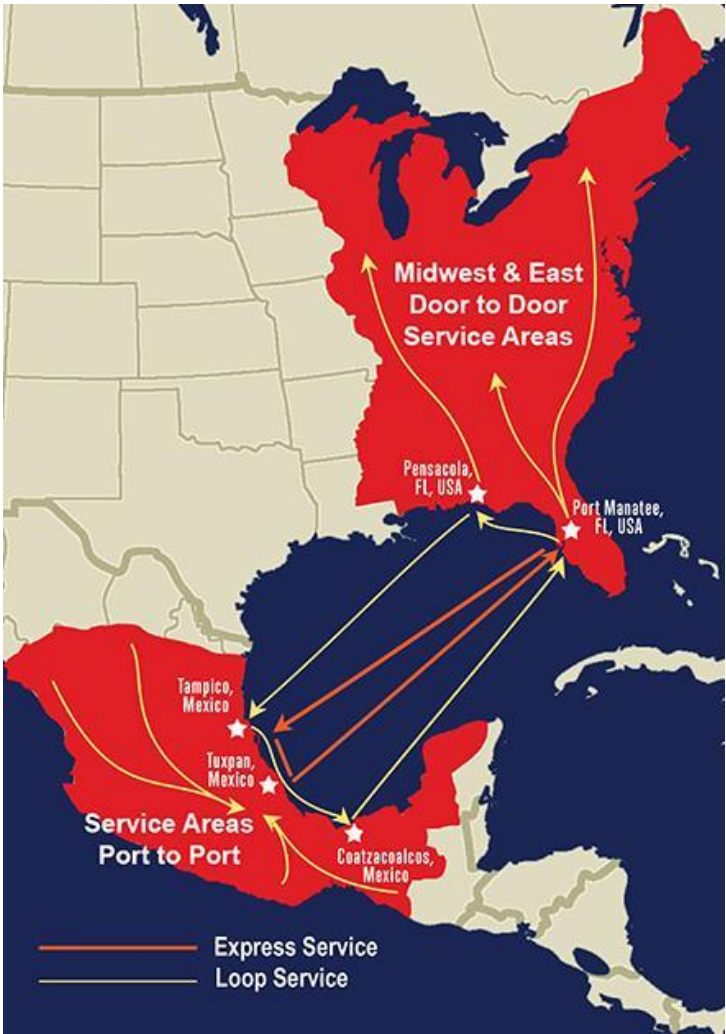 Midwest & East
Door to Door
Service Areas
Pensacola,
FL, USA
Port Manatee,
FL, USA
Tampico,
Mexico
Tuxpan,
Mexico
Service Areas
Port to Port
Coatzacoalcos,
Mexico
Express Service
Loop Service